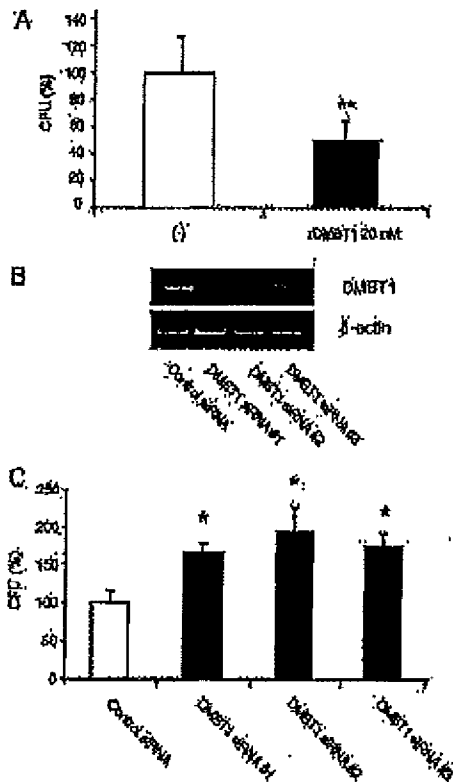 A
CFU (%)
140
120
100
80
60
40
20
0
**
(-)
rDMBT1 20 nM
B
DMBT1
β-actin
Control siRNA
DMBT1 siRNA#1
DMBT1 siRNA#2
DMBT1 siRNA#3
C
CFU (%)
250
200
150
100
50
0
*
*
*
Control siRNA
DMBT1 siRNA#1
DMBT1 siRNA#2
DMBT1 siRNA#3